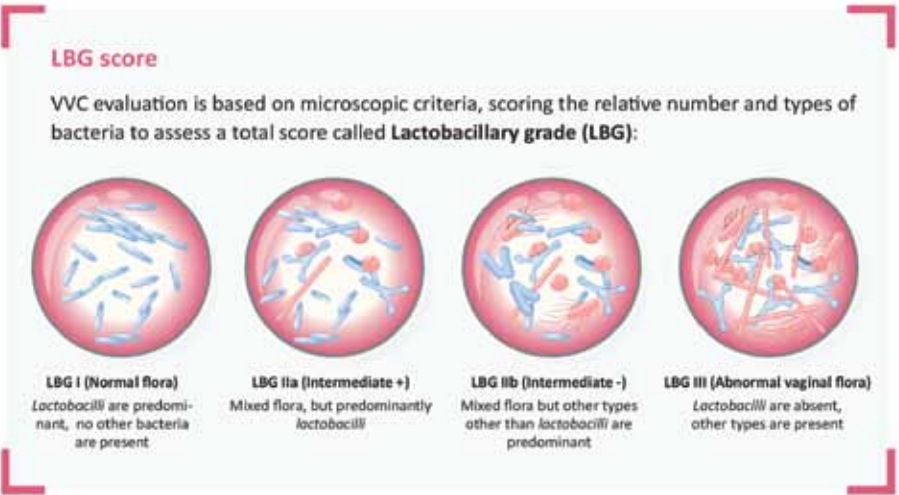 LBG score
VVC evaluation is based on microscopic criteria, scoring the relative number and types of
bacteria to assess a total score called Lactobacillary grade (LBG):
LBG I (Normal flora)
Lactobacilli are predomi-
nant, no other bacteria
are present
LBG IIa (Intermediate +)
Mixed flora, but predominantly
lactobacilli
LBG IIb (Intermediate -)
Mixed flora but other types
other than lactobacilli are
predominant
LBG III (Abnormal vaginal flora)
Lactobacilli are absent,
other types are present